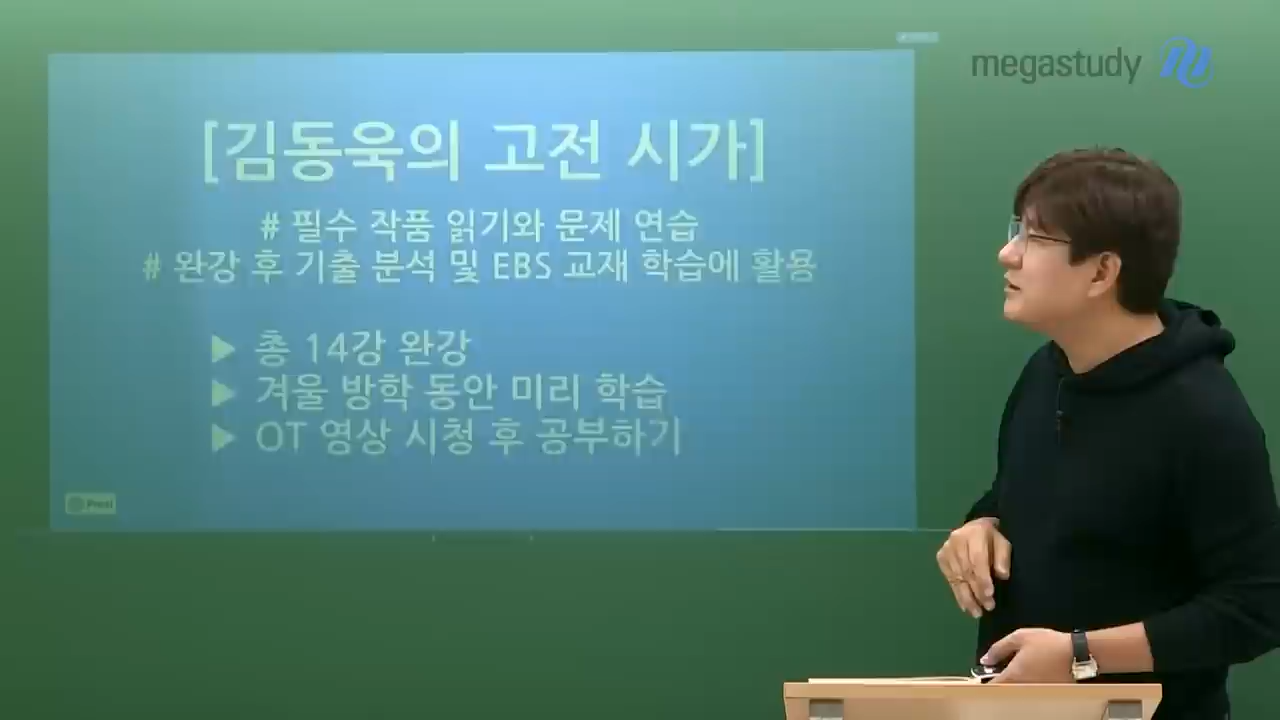 megastudy
[김동욱의 고전 시가]
# 필수 작품 읽기와 문제 연습
# 완강 후 기출 분석 및 EBS 교재 학습에 활용
▶ 총 14강 완강
▶ 겨울 방학 동안 미리 학습
▶ OT 영상 시청 후 공부하기
Prezi